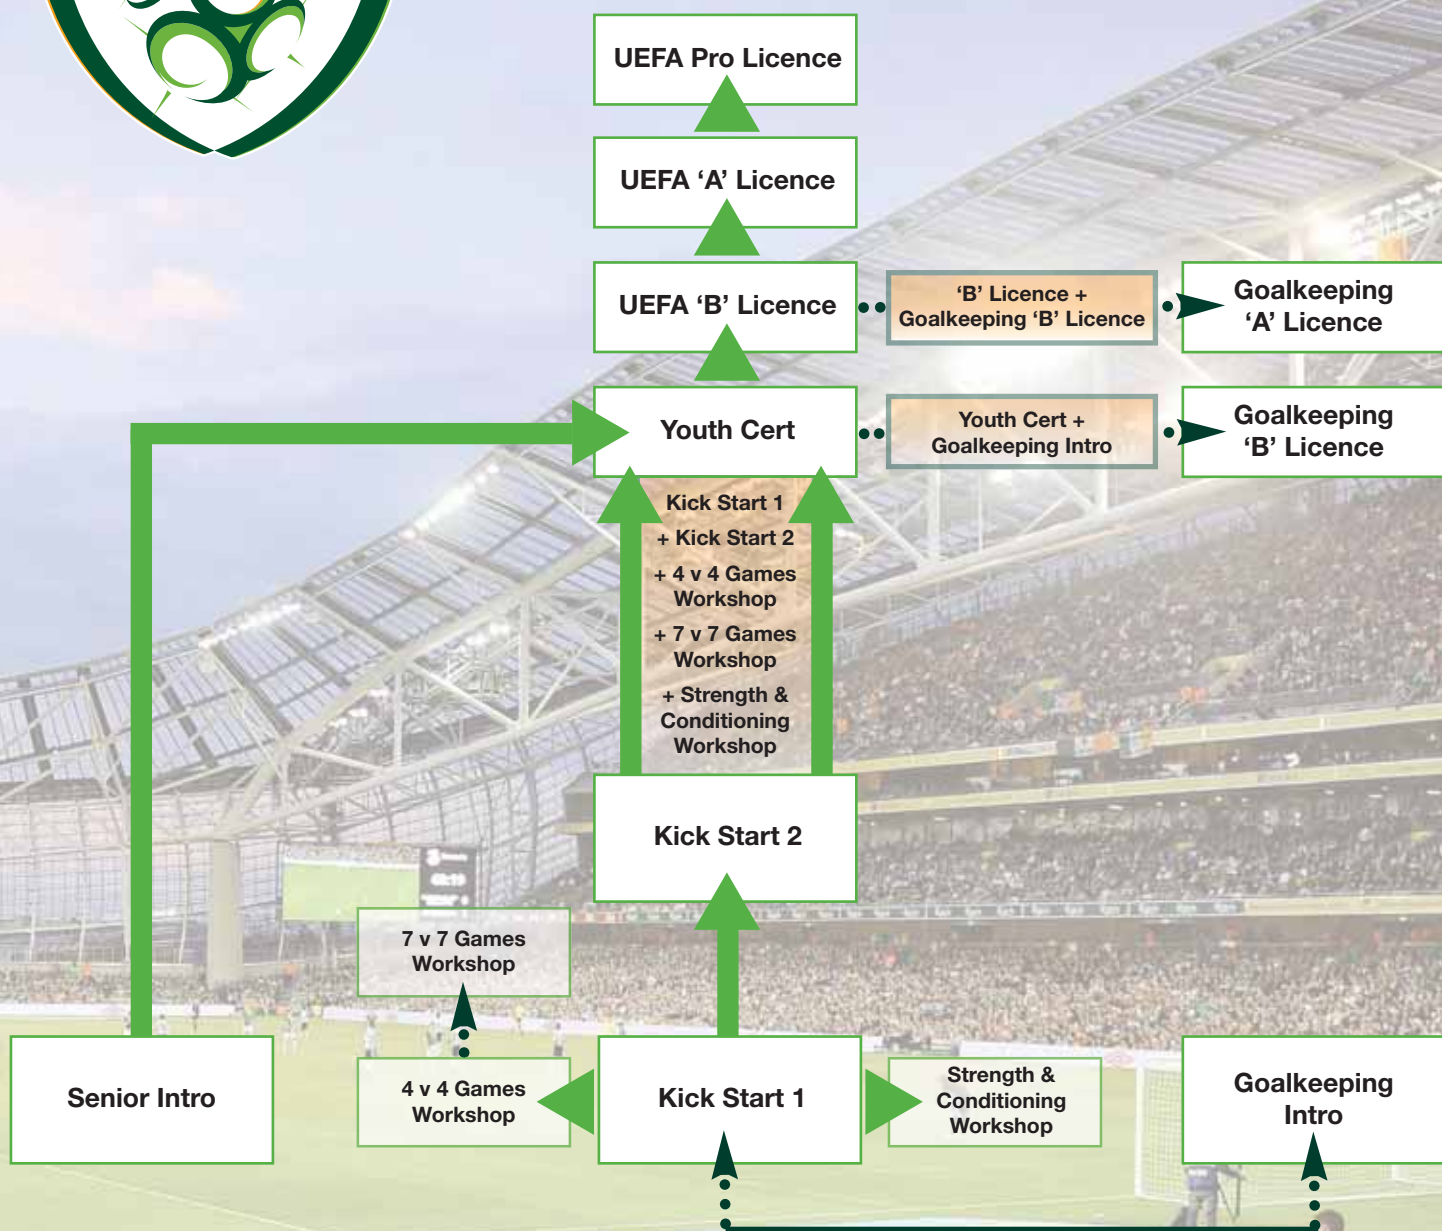 UEFA Pro Licence
UEFA ‘A’ Licence
UEFA ‘B’ Licence
‘B’ Licence +
Goalkeeping ‘B’ Licence
Goalkeeping
‘A’ Licence
Youth Cert
Youth Cert +
Goalkeeping Intro
Goalkeeping
‘B’ Licence
Kick Start 1
+ Kick Start 2
+ 4 v 4 Games
Workshop
+ 7 v 7 Games
Workshop
+ Strength &
Conditioning
Workshop
Kick Start 2
7 v 7 Games
Workshop
Senior Intro
4 v 4 Games
Workshop
Kick Start 1
Strength &
Conditioning
Workshop
Goalkeeping
Intro